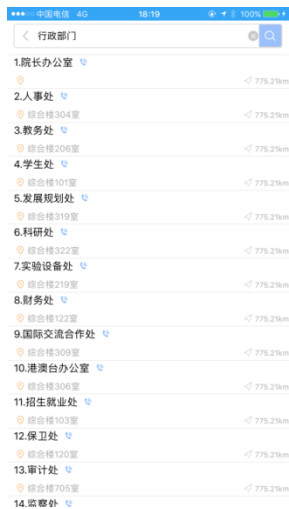 中国电信 4G 18:19 100%
行政部门
1.院长办公室
775.21km
2.人事处
综合楼304室 775.21km
3.教务处
综合楼206室 775.21km
4.学生处
综合楼101室 775.21km
5.发展规划处
综合楼319室 775.21km
6.科研处
综合楼322室 775.21km
7.实验设备处
综合楼219室 775.21km
8.财务处
综合楼122室 775.21km
9.国际交流合作处
综合楼309室 775.21km
10.港澳台办公室
综合楼306室 775.21km
11.招生就业处
综合楼103室 775.21km
12.保卫处
综合楼120室 775.21km
13.审计处
综合楼705室 775.21km
14.监察处